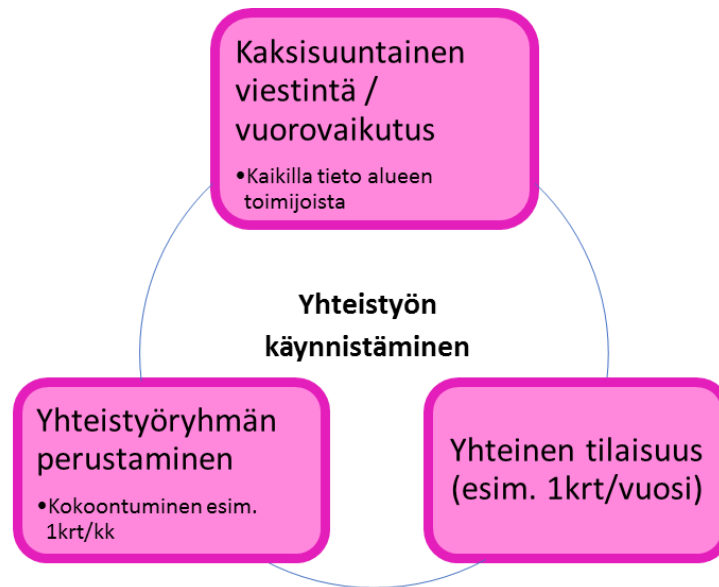 Kaksisuuntainen
viestintä /
vuorovaikutus
•Kaikilla tieto alueen
toimijoista
Yhteistyön
käynnistäminen
Yhteistyöryhmän
perustaminen
•Kokoontuminen esim.
1krt/kk
Yhteinen tilaisuus
(esim. 1krt/vuosi)